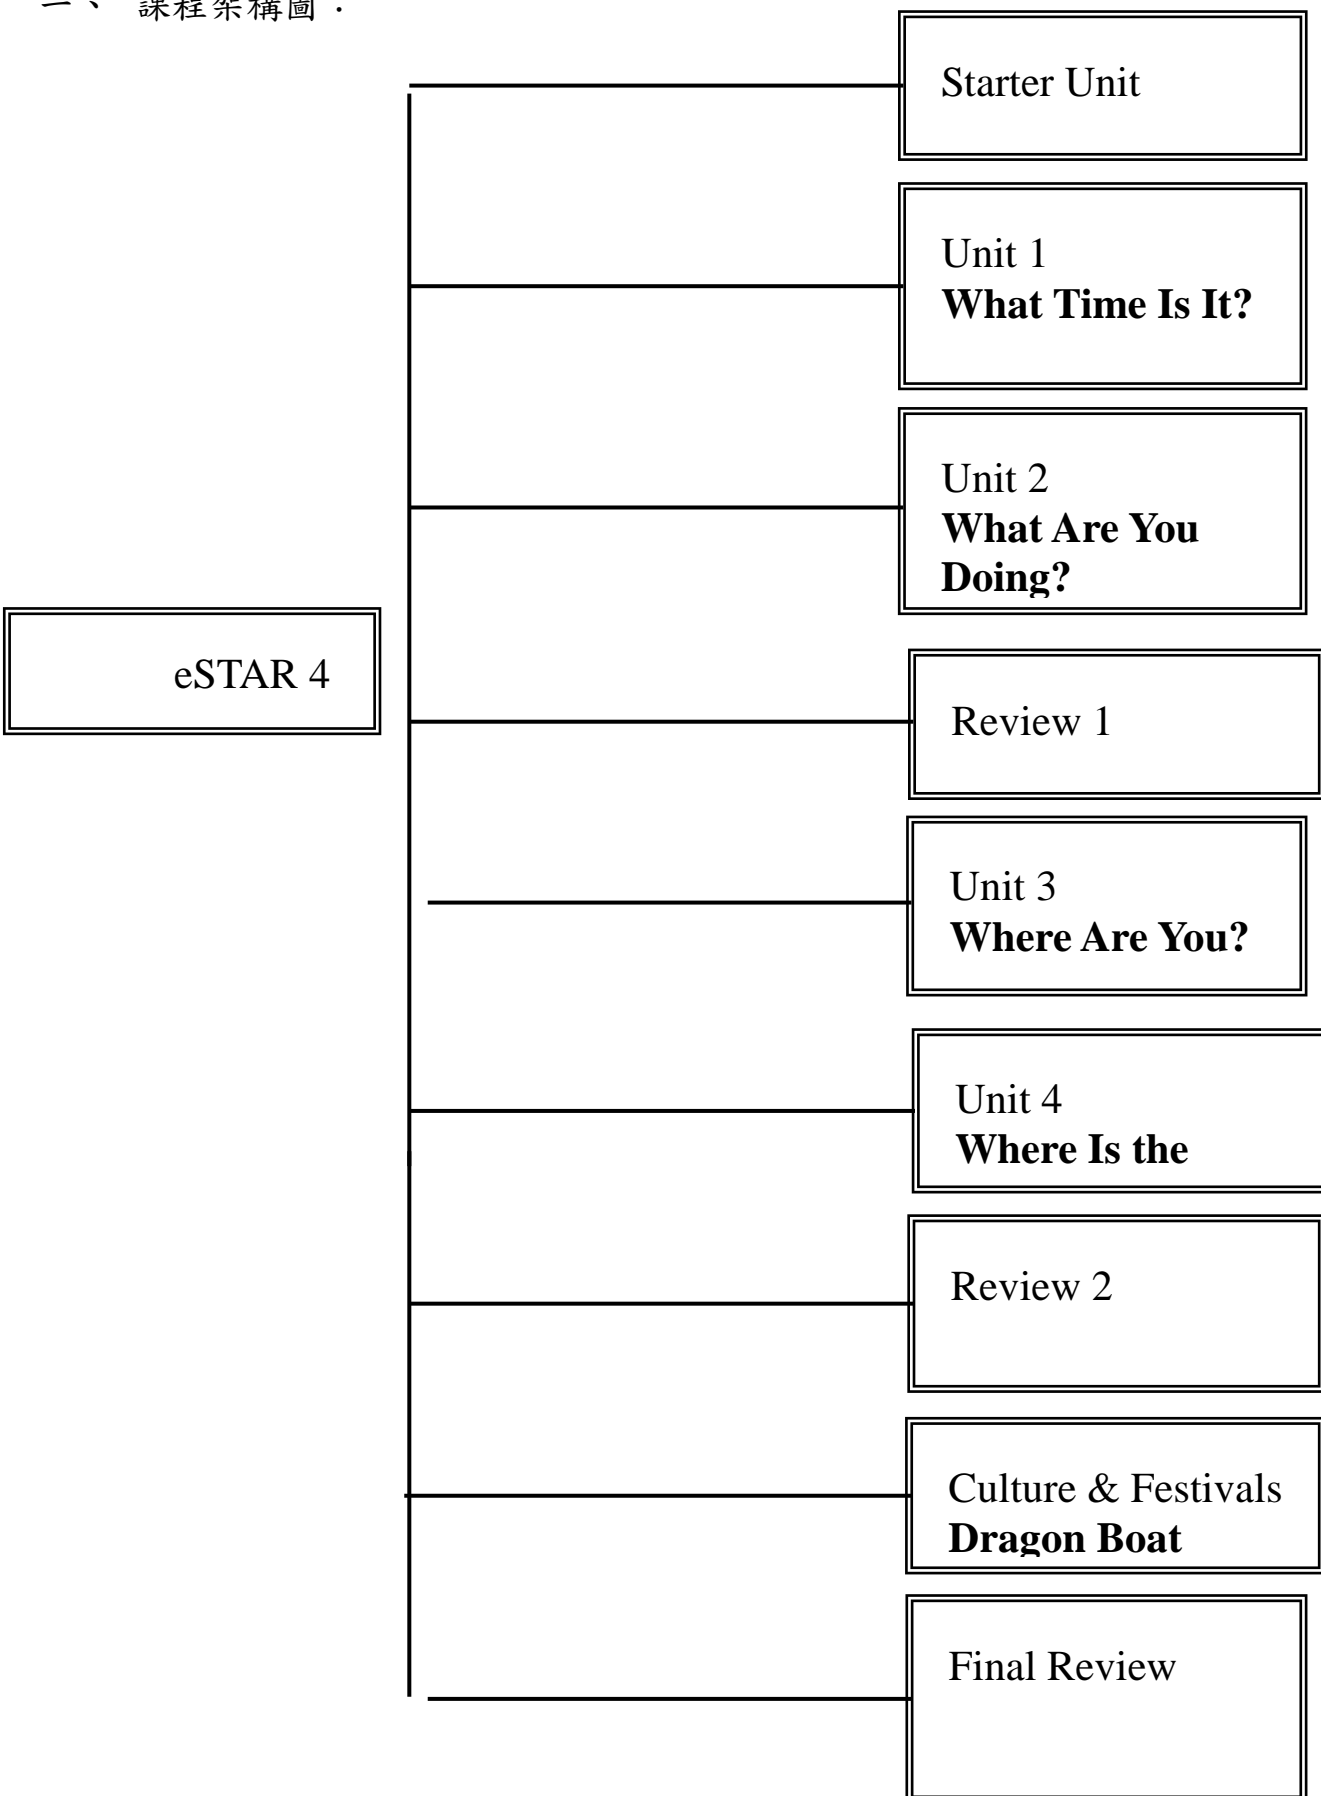 課程架構圖：
Starter Unit
Unit 1
What Time Is It?
Unit 2
What Are You
Doing?
eSTAR 4
Review 1
Unit 3
Where Are You?
Unit 4
Where Is the
Review 2
Culture & Festivals
Dragon Boat
Final Review